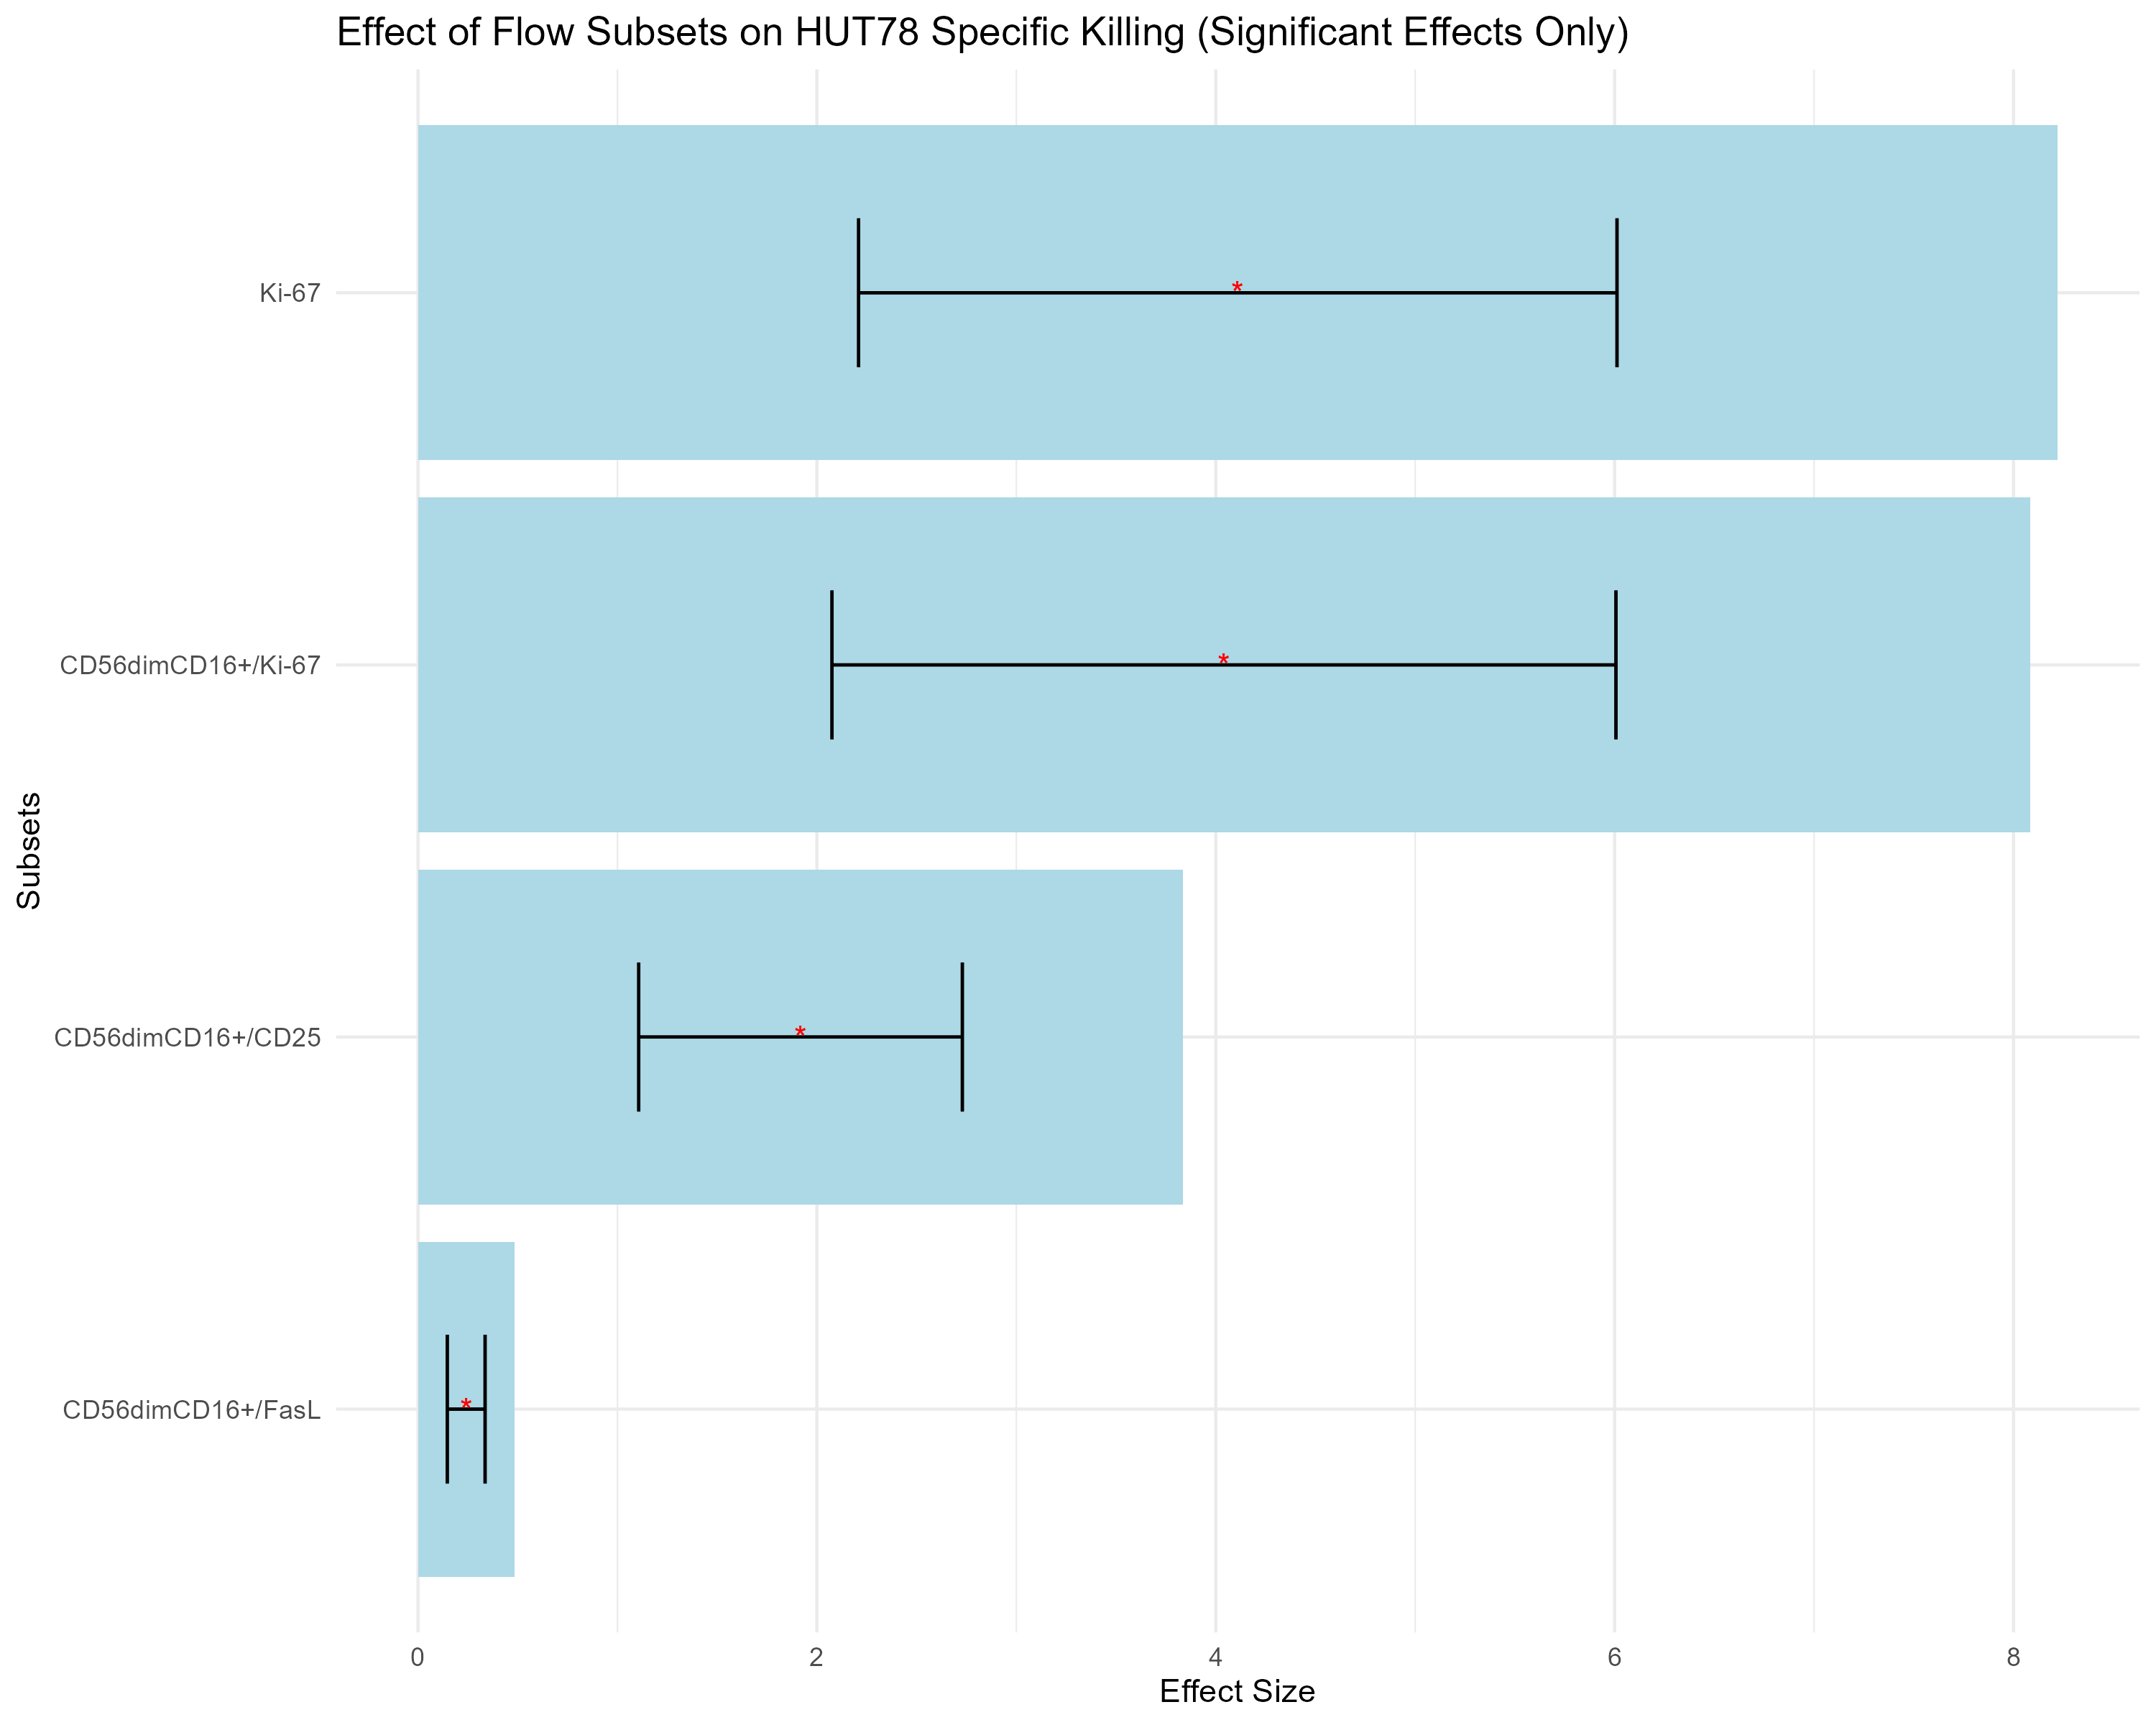 Effect of Flow Subsets on HUT78 Specific Killing (Significant Effects Only)
Ki-67
*
CD56dimCD16+/Ki-67
*
CD56dimCD16+/CD25
*
CD56dimCD16+/FasL
*
Subsets
0 2 4 6 8
Effect Size